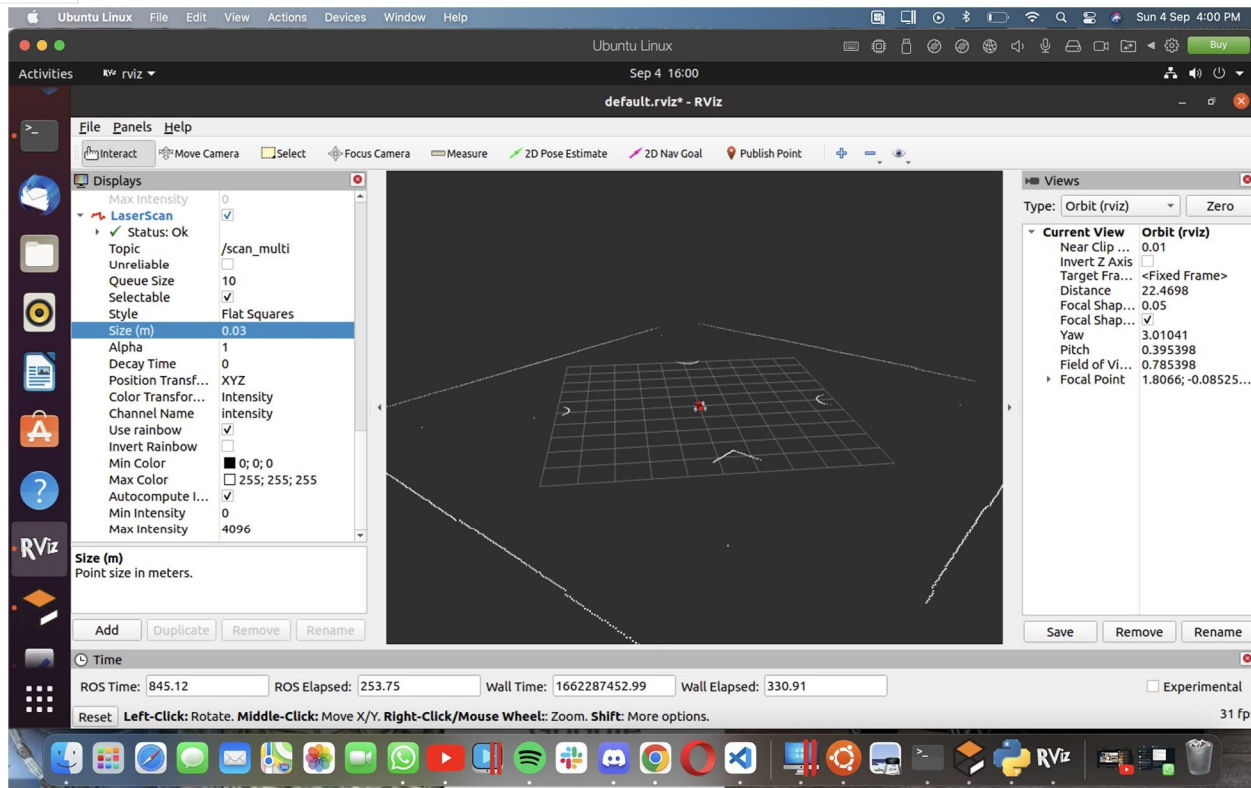 Ubuntu Linux File Edit View Actions Devices Window Help Sun 4 Sep 4:00 PM
Ubuntu Linux Buy
Activities RViz rviz Sep 4 16:00
default.rviz* - RViz
File Panels Help
Interact Move Camera Select Focus Camera Measure 2D Pose Estimate 2D Nav Goal Publish Point
Displays
Max Intensity 0
LaserScan
Status: Ok
Topic /scan_multi
Unreliable
Queue Size 10
Selectable
Style Flat Squares
Size (m) 0.03
Alpha 1
Decay Time 0
Position Transf... XYZ
Color Transfor... Intensity
Channel Name intensity
Use rainbow
Invert Rainbow
Min Color 0; 0; 0
Max Color 255; 255; 255
Autocompute I...
Min Intensity 0
Max Intensity 4096
Size (m)
Point size in meters.
Add Duplicate Remove Rename
Views
Type: Orbit (rviz) Zero
Current View Orbit (rviz)
Near Clip ... 0.01
Invert Z Axis
Target Fra... <Fixed Frame>
Distance 22.4698
Focal Shap... 0.05
Focal Shap...
Yaw 3.01041
Pitch 0.395398
Field of Vi... 0.785398
Focal Point 1.8066; -0.08525...
Save Remove Rename
Time
ROS Time: 845.12 ROS Elapsed: 253.75 Wall Time: 1662287452.99 Wall Elapsed: 330.91 Experimental
Reset Left-Click: Rotate. Middle-Click: Move X/Y. Right-Click/Mouse Wheel:: Zoom. Shift: More options. 31 fp
RViz
RViz